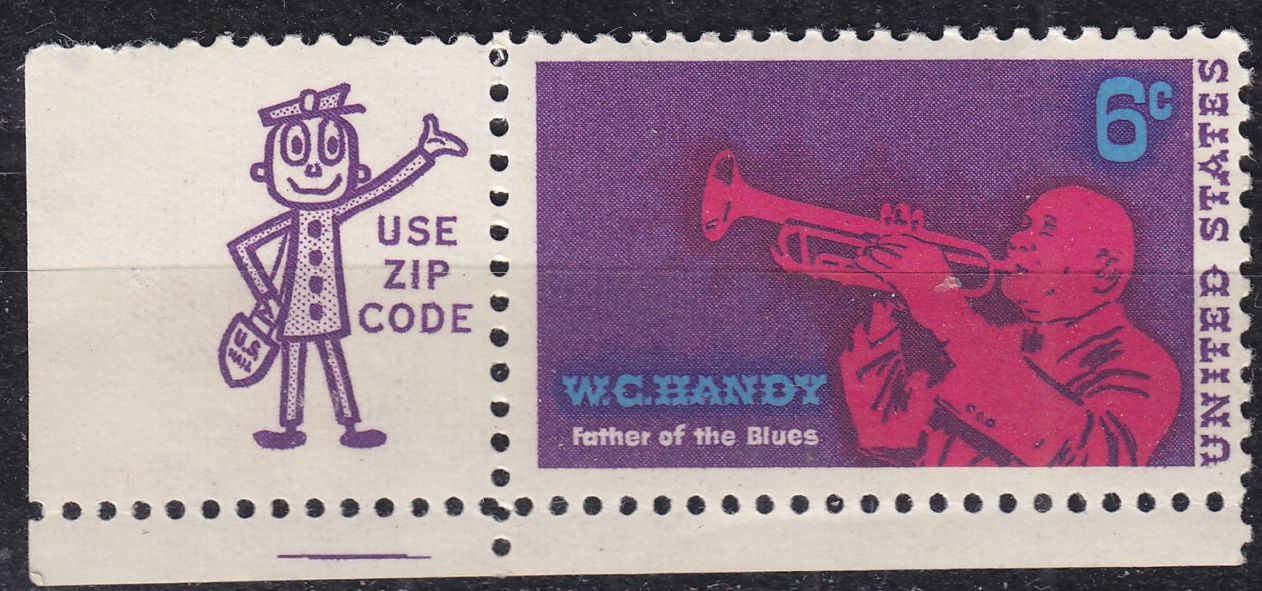 USE
ZIP
CODE
6c
UNITED STATES
W.C.HANDY
Father of the Blues